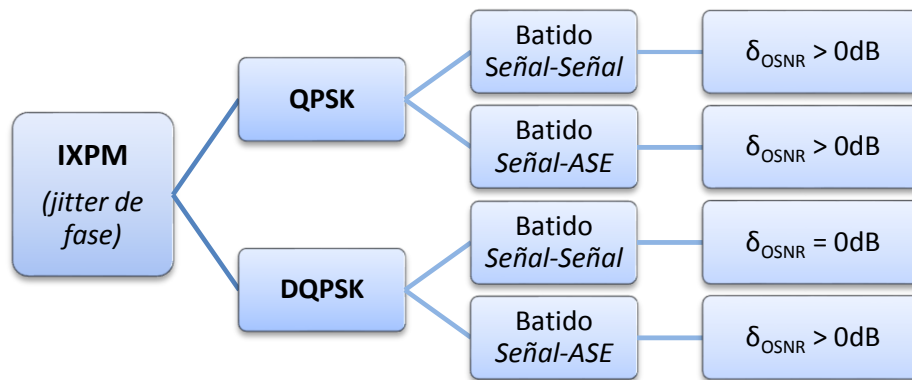 IXPM
(jitter de
fase)
QPSK
Batido
Señal-Señal
δOSNR > 0dB
Batido
Señal-ASE
δOSNR > 0dB
DQPSK
Batido
Señal-Señal
δOSNR = 0dB
Batido
Señal-ASE
δOSNR > 0dB